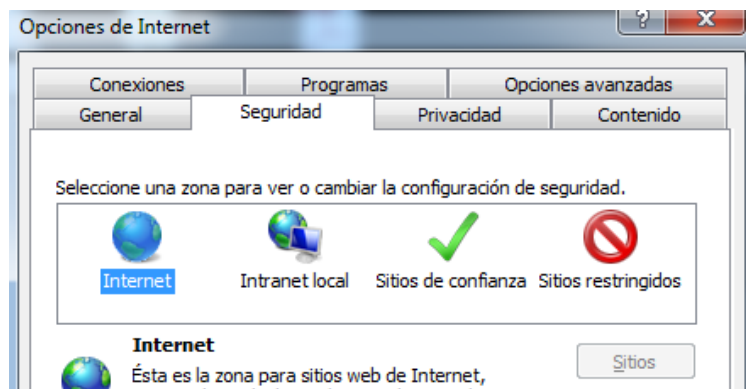 Opciones de Internet
?
X
Conexiones Programas Opciones avanzadas
General Seguridad Privacidad Contenido
Seleccione una zona para ver o cambiar la configuración de seguridad.
Internet Intranet local Sitios de confianza Sitios restringidos
Internet
Sitios
Ésta es la zona para sitios web de Internet,